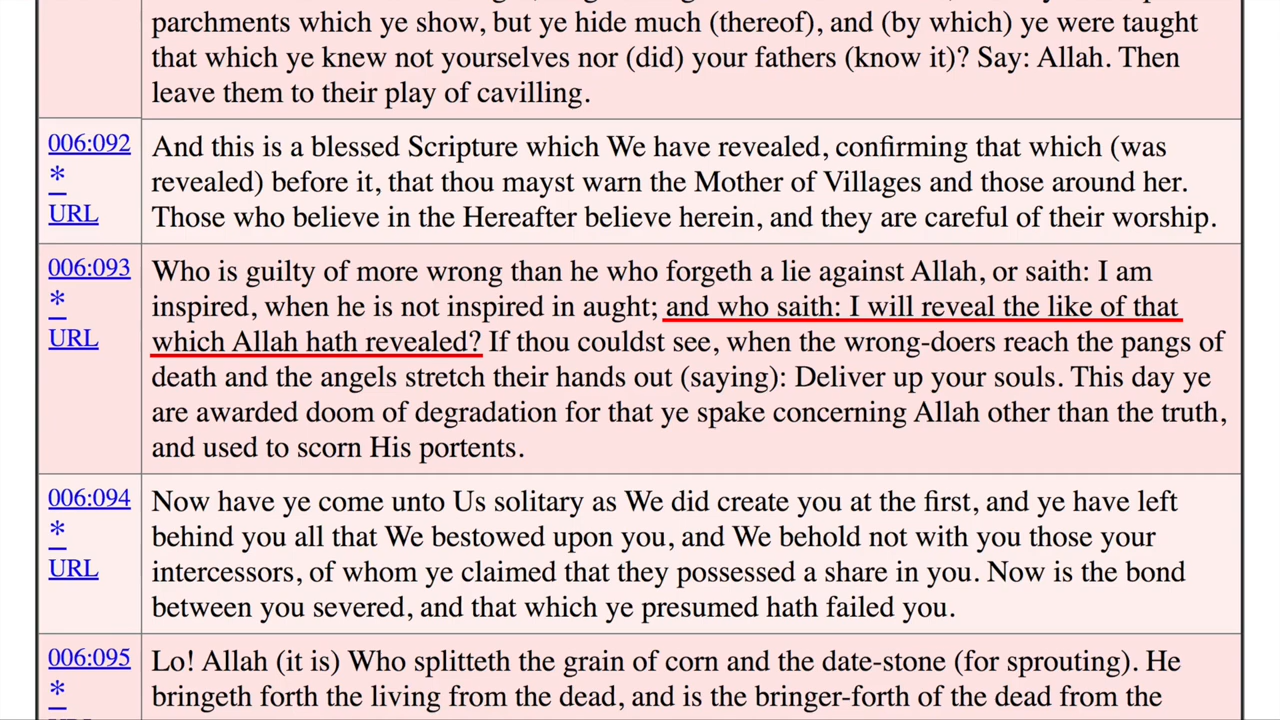 parchments which ye show, but ye hide much (thereof), and (by which) ye were taught
that which ye knew not yourselves nor (did) your fathers (know it)? Say: Allah. Then
leave them to their play of cavilling.
006:092
*
URL
And this is a blessed Scripture which We have revealed, confirming that which (was
revealed) before it, that thou mayst warn the Mother of Villages and those around her.
Those who believe in the Hereafter believe herein, and they are careful of their worship.
006:093
*
URL
Who is guilty of more wrong than he who forgeth a lie against Allah, or saith: I am
inspired, when he is not inspired in aught; and who saith: I will reveal the like of that
which Allah hath revealed? If thou couldst see, when the wrong-doers reach the pangs of
death and the angels stretch their hands out (saying): Deliver up your souls. This day ye
are awarded doom of degradation for that ye spake concerning Allah other than the truth,
and used to scorn His portents.
006:094
*
URL
Now have ye come unto Us solitary as We did create you at the first, and ye have left
behind you all that We bestowed upon you, and We behold not with you those your
intercessors, of whom ye claimed that they possessed a share in you. Now is the bond
between you severed, and that which ye presumed hath failed you.
006:095
*
Lo! Allah (it is) Who splitteth the grain of corn and the date-stone (for sprouting). He
bringeth forth the living from the dead, and is the bringer-forth of the dead from the